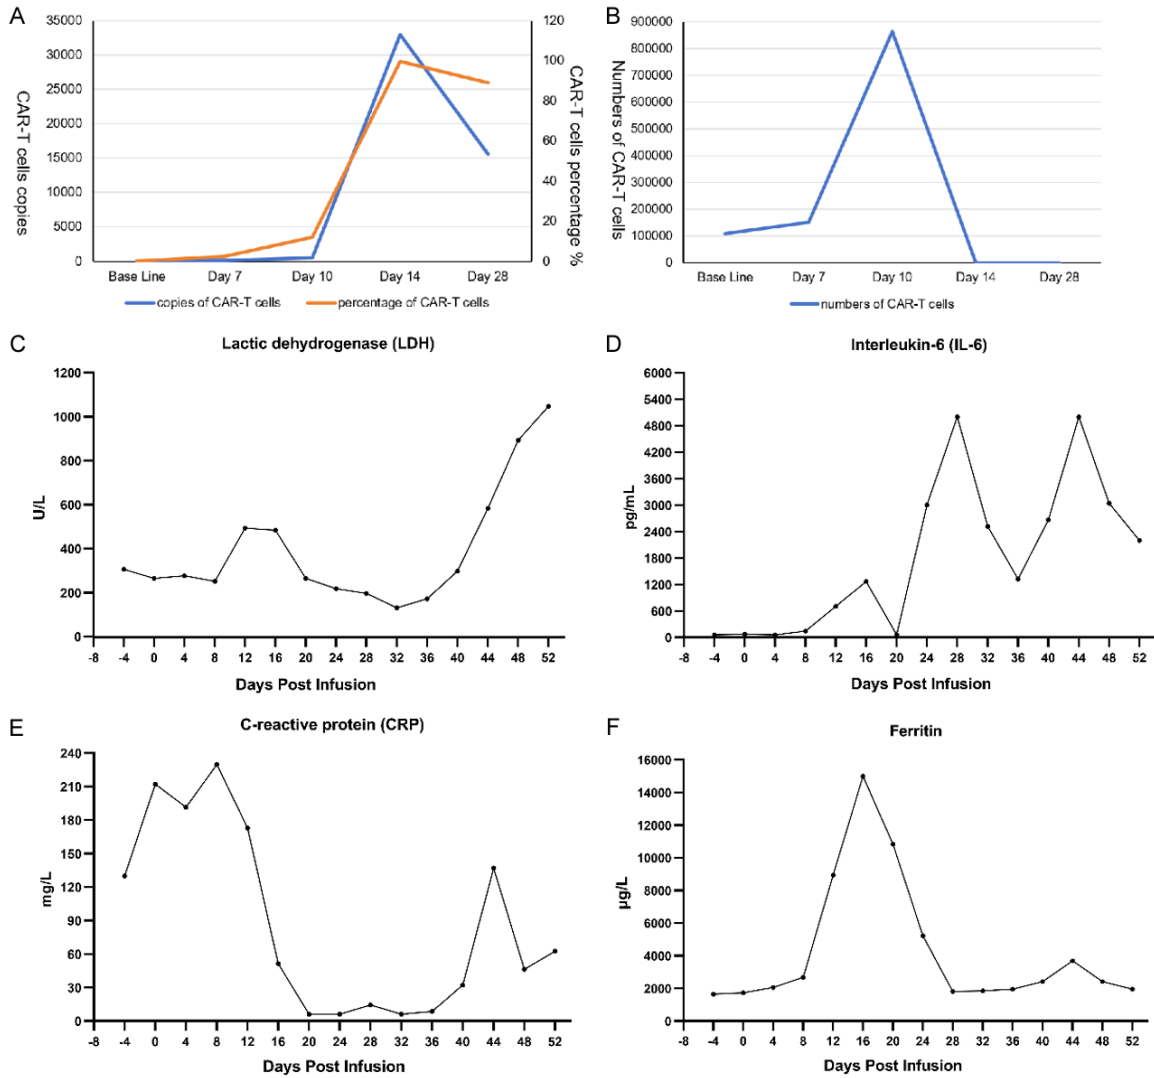 A
35000
30000
25000
20000
15000
10000
5000
0
CAR-T cells copies
120
100
80
60
40
20
0
CAR-T cells percentage %
Base Line Day 7 Day 10 Day 14 Day 28
copies of CAR-T cells percentage of CAR-T cells
B
900000
800000
700000
600000
500000
400000
300000
200000
100000
0
Numbers of CAR-T cells
Base Line Day 7 Day 10 Day 14 Day 28
numbers of CAR-T cells
C
Lactic dehydrogenase (LDH)
1200
1000
800
600
400
200
0
U/L
-8 -4 0 4 8 12 16 20 24 28 32 36 40 44 48 52
Days Post Infusion
D
Interleukin-6 (IL-6)
6000
5400
4800
4200
3600
3000
2400
1800
1200
600
0
pg/mL
-8 -4 0 4 8 12 16 20 24 28 32 36 40 44 48 52
Days Post Infusion
E
C-reactive protein (CRP)
240
210
180
150
120
90
60
30
0
mg/L
-8 -4 0 4 8 12 16 20 24 28 32 36 40 44 48 52
Days Post Infusion
F
Ferritin
16000
14000
12000
10000
8000
6000
4000
2000
0
μg/L
-8 -4 0 4 8 12 16 20 24 28 32 36 40 44 48 52
Days Post Infusion